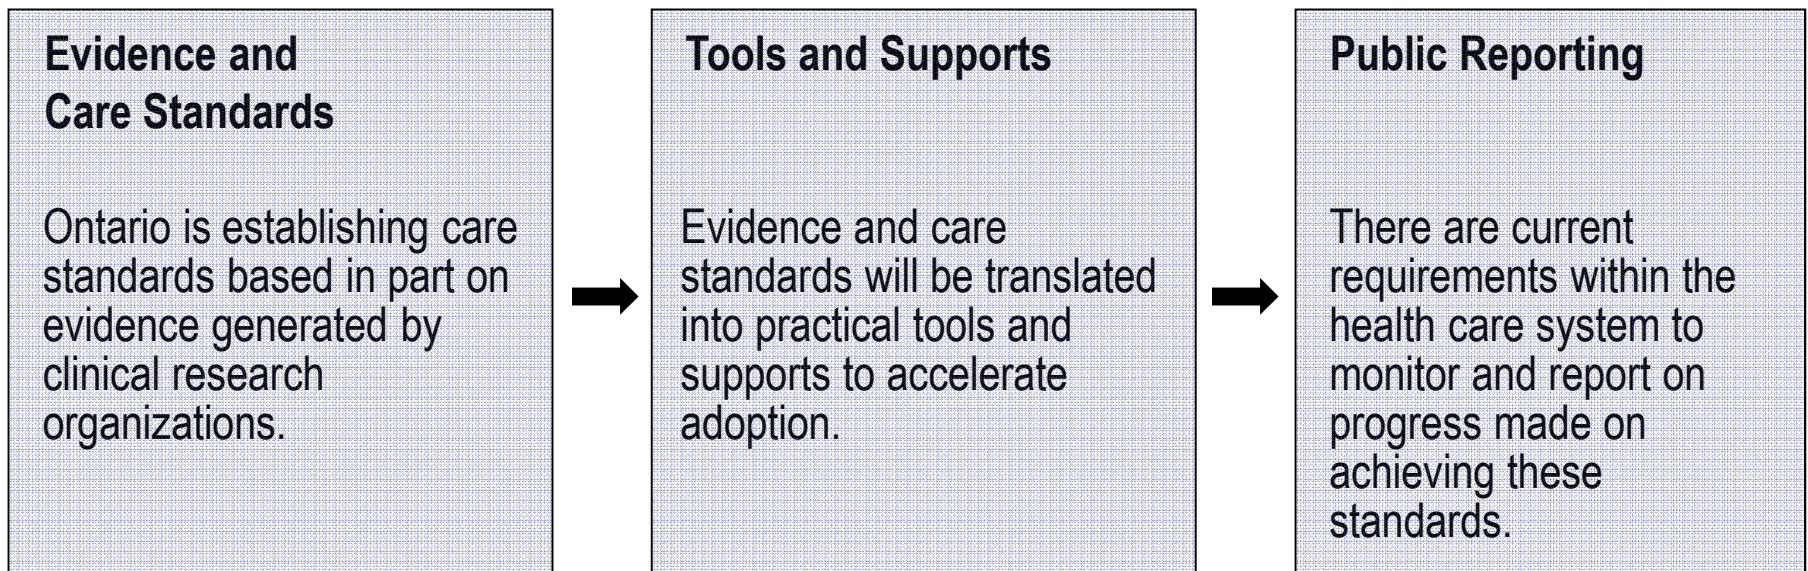 Evidence and
Care Standards
Ontario is establishing care
standards based in part on
evidence generated by
clinical research
organizations.
Tools and Supports
Evidence and care
standards will be translated
into practical tools and
supports to accelerate
adoption.
Public Reporting
There are current
requirements within the
health care system to
monitor and report on
progress made on
achieving these
standards.